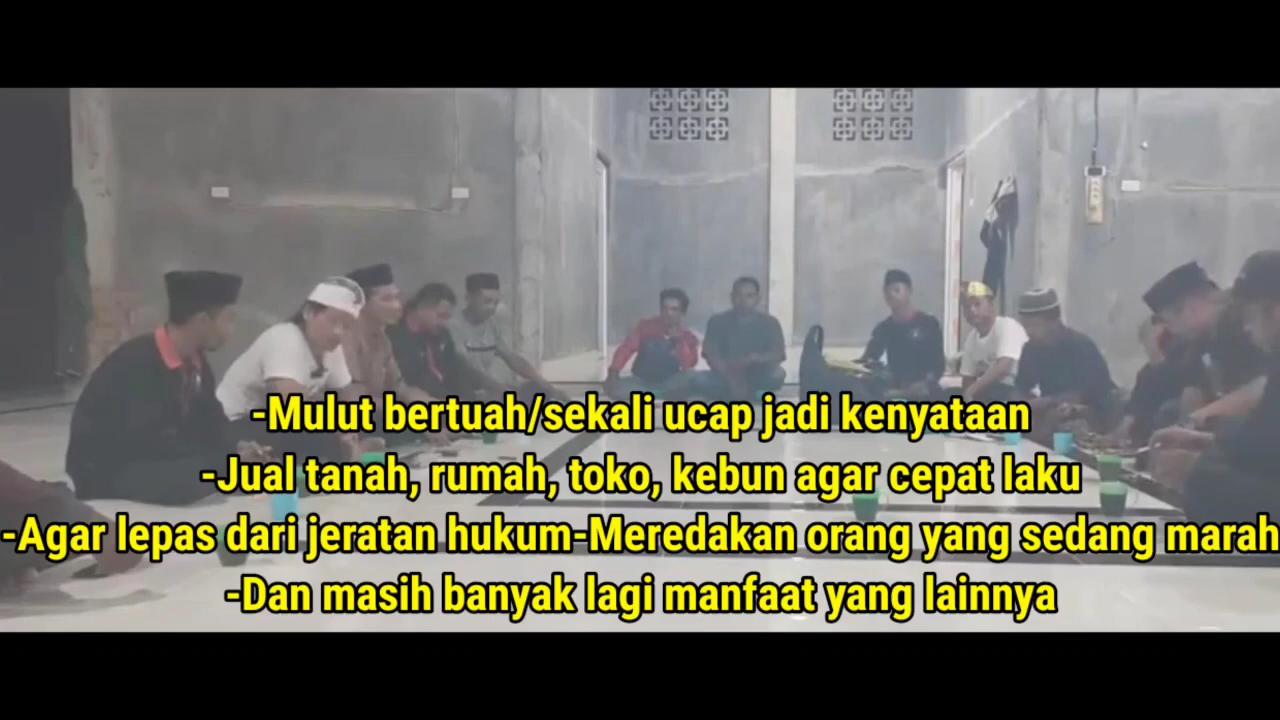 -Mulut bertuah/sekali ucap jadi kenyataan
-Jual tanah, rumah, toko, kebun agar cepat laku
-Agar lepas dari jeratan hukum-Meredakan orang yang sedang marah
-Dan masih banyak lagi manfaat yang lainnya